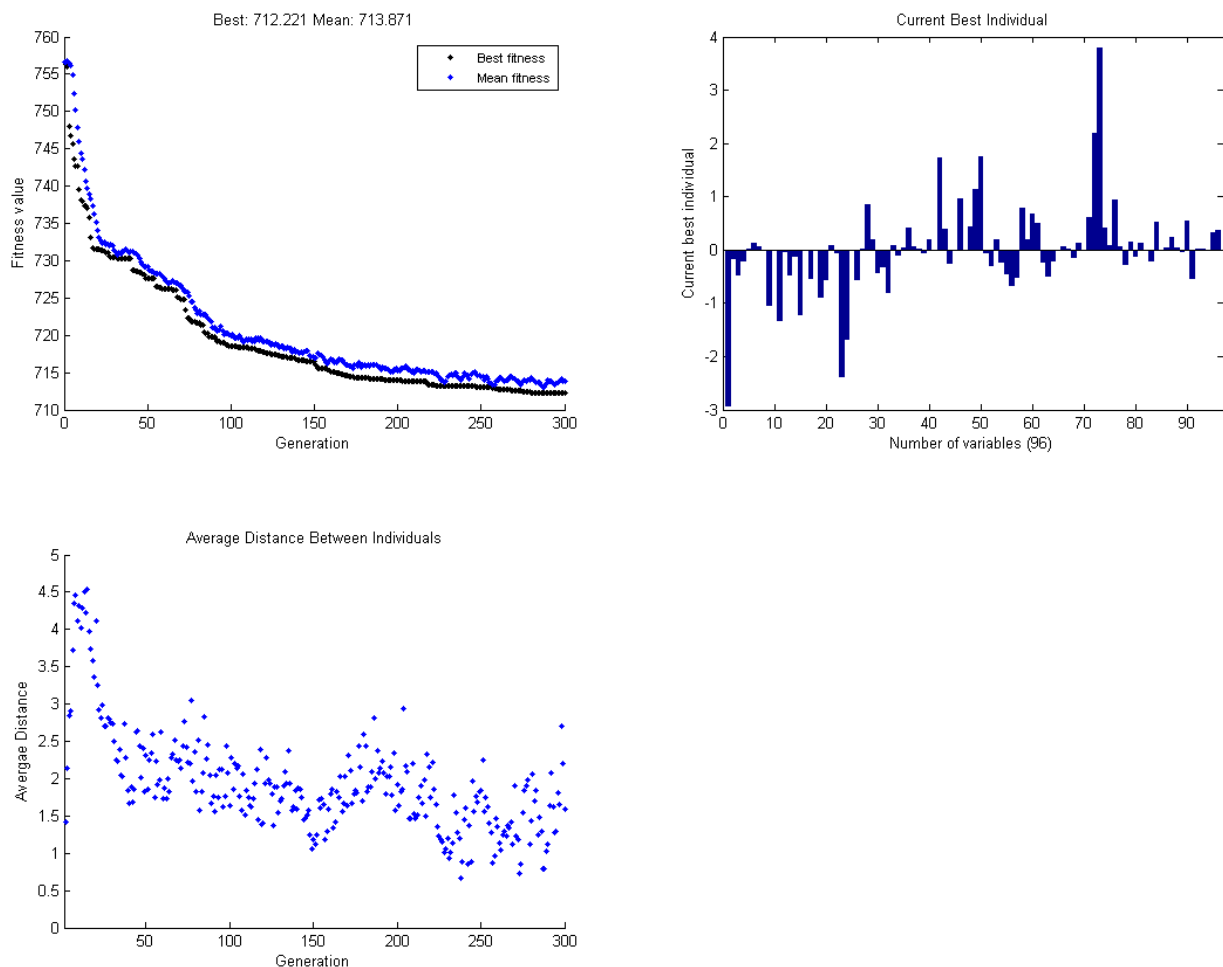 Best: 712.221 Mean: 713.871
760
755
750
745
740
735
730
725
720
715
710
Fitness value
Best fitness
Mean fitness
0 50 100 150 200 250 300
Generation
Current Best Individual
4
3
2
1
0
-1
-2
-3
Current best individual
0 10 20 30 40 50 60 70 80 90
Number of variables (96)
Average Distance Between Individuals
5
4.5
4
3.5
3
2.5
2
1.5
1
0.5
0
Avergae Distance
50 100 150 200 250 300
Generation